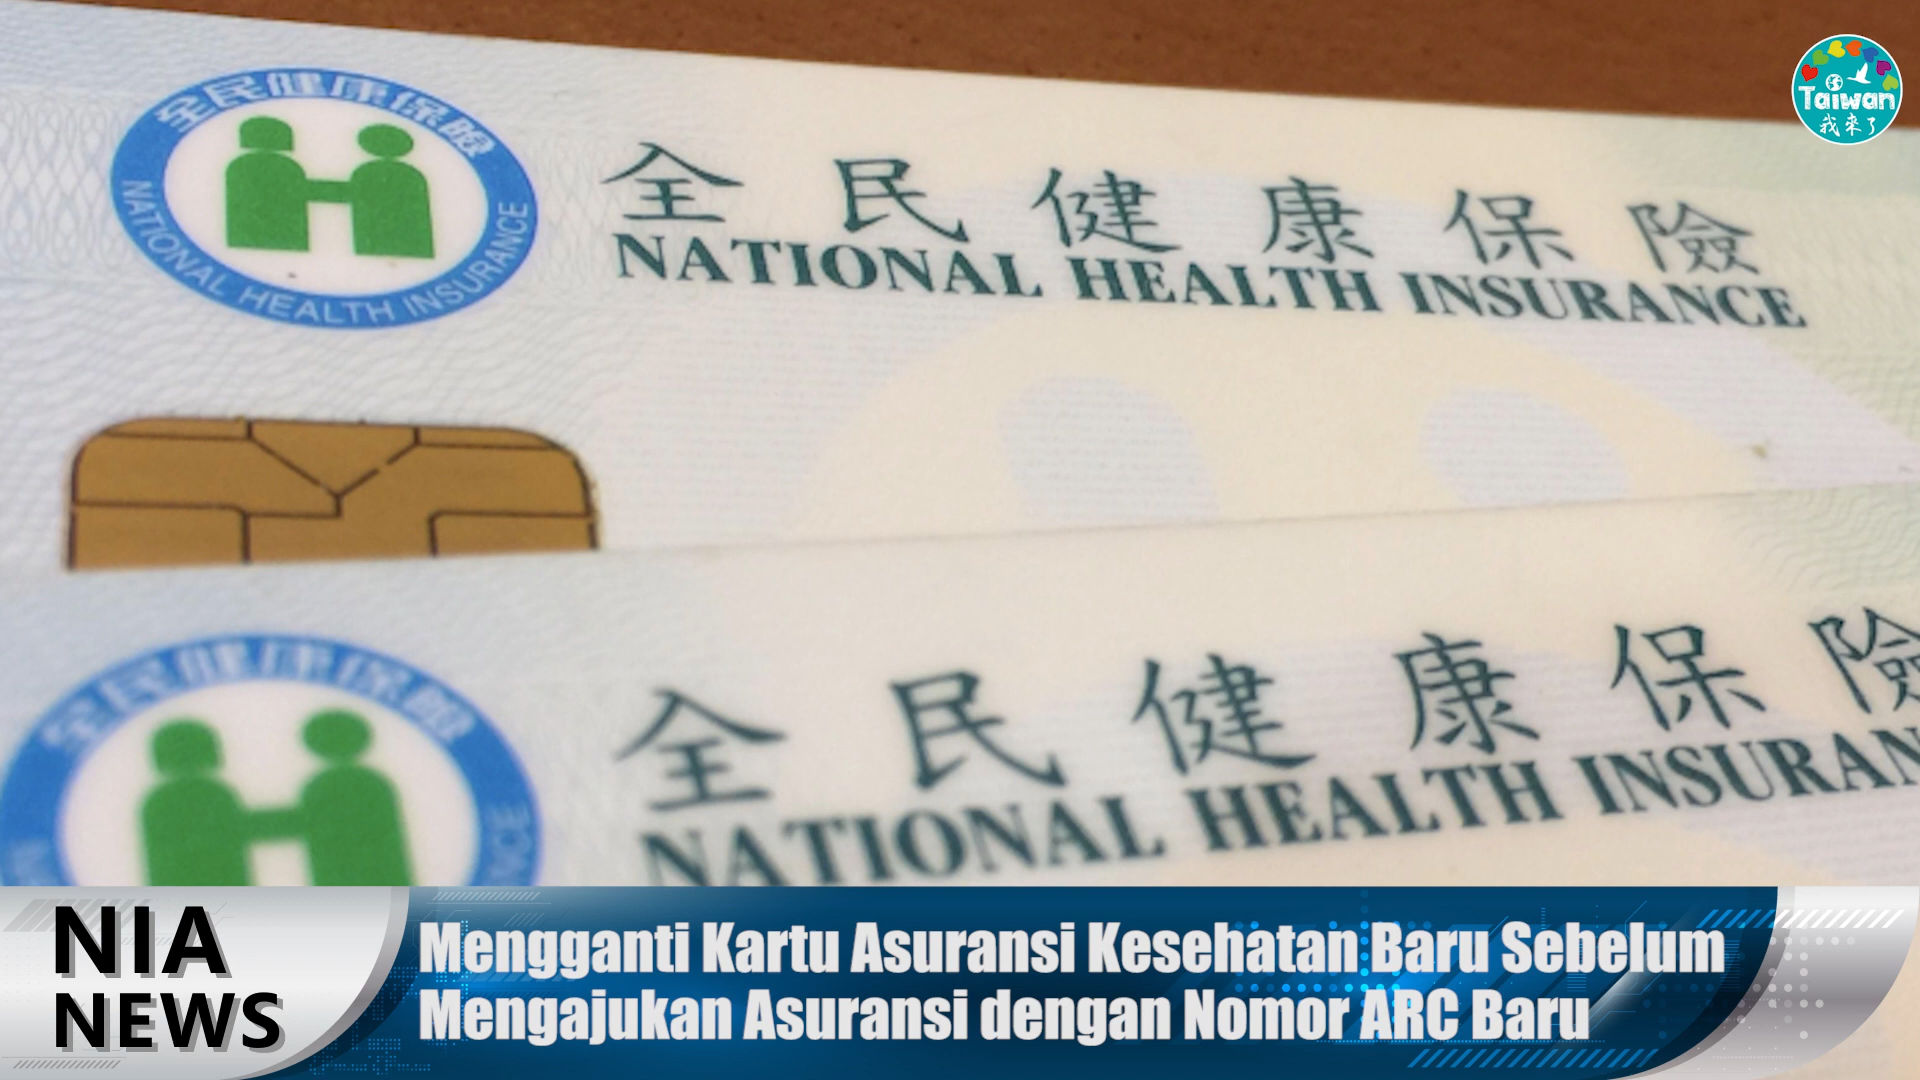 全民健康保險
NATIONAL HEALTH INSURANCE
Taiwan
我來了
全民健康保險
NATIONAL HEALTH INSURANCE
全民健康保險
NCE
全民健康保險
NATIONAL HEALTH INSURAN
NIA
NEWS
Mengganti Kartu Asuransi Kesehatan Baru Sebelum
Mengajukan Asuransi dengan Nomor ARC Baru